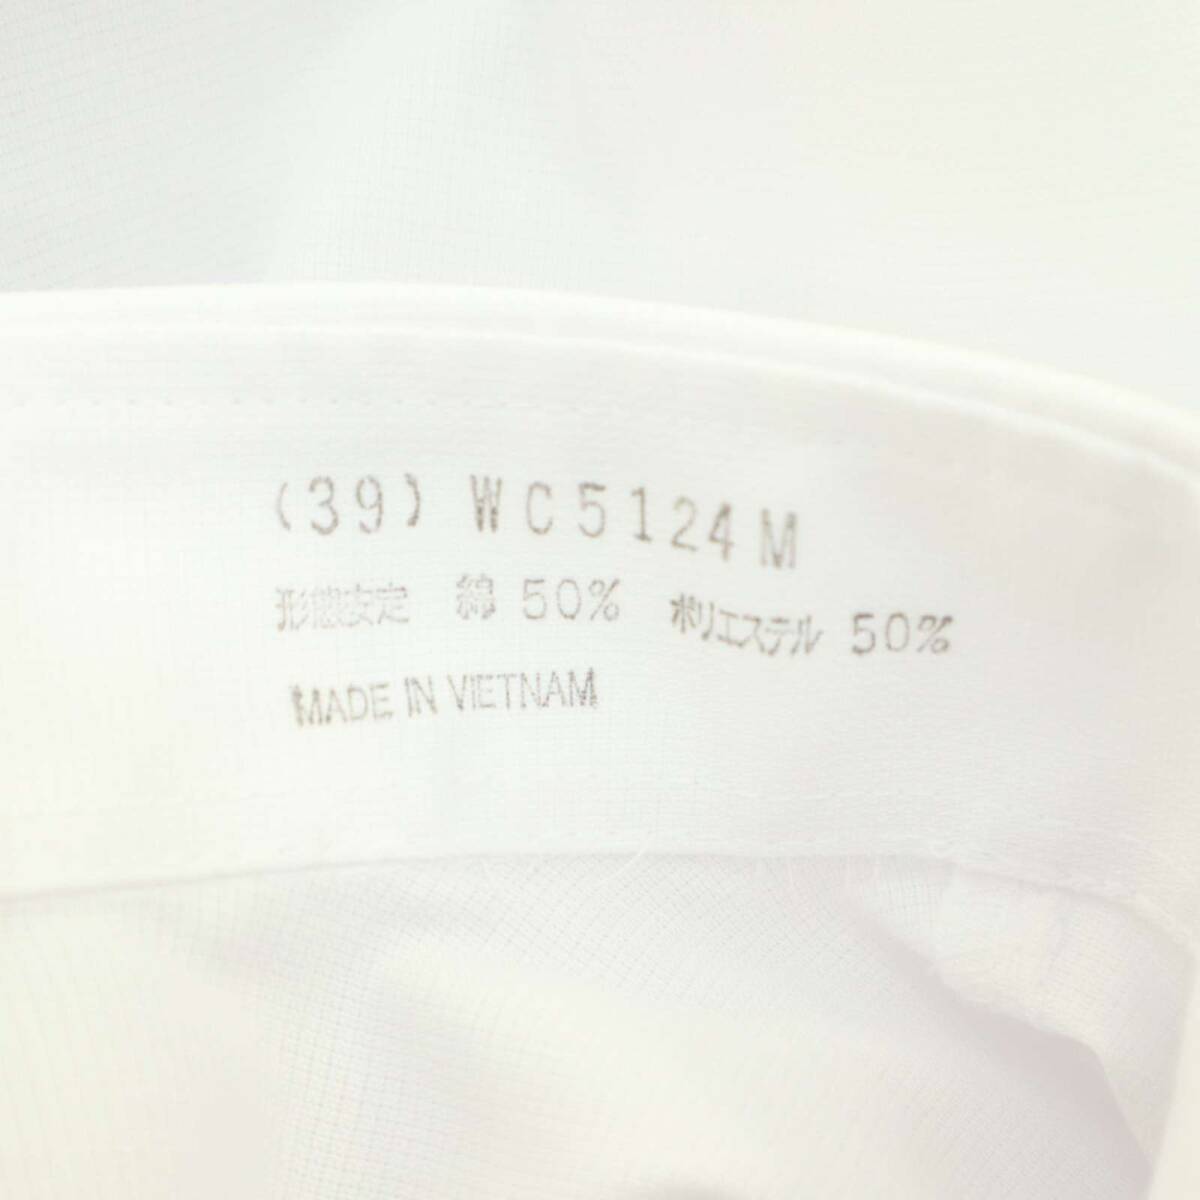 (39) WC5124M
形態安定 綿 50% ポリエステル 50%
MADE IN VIETNAM